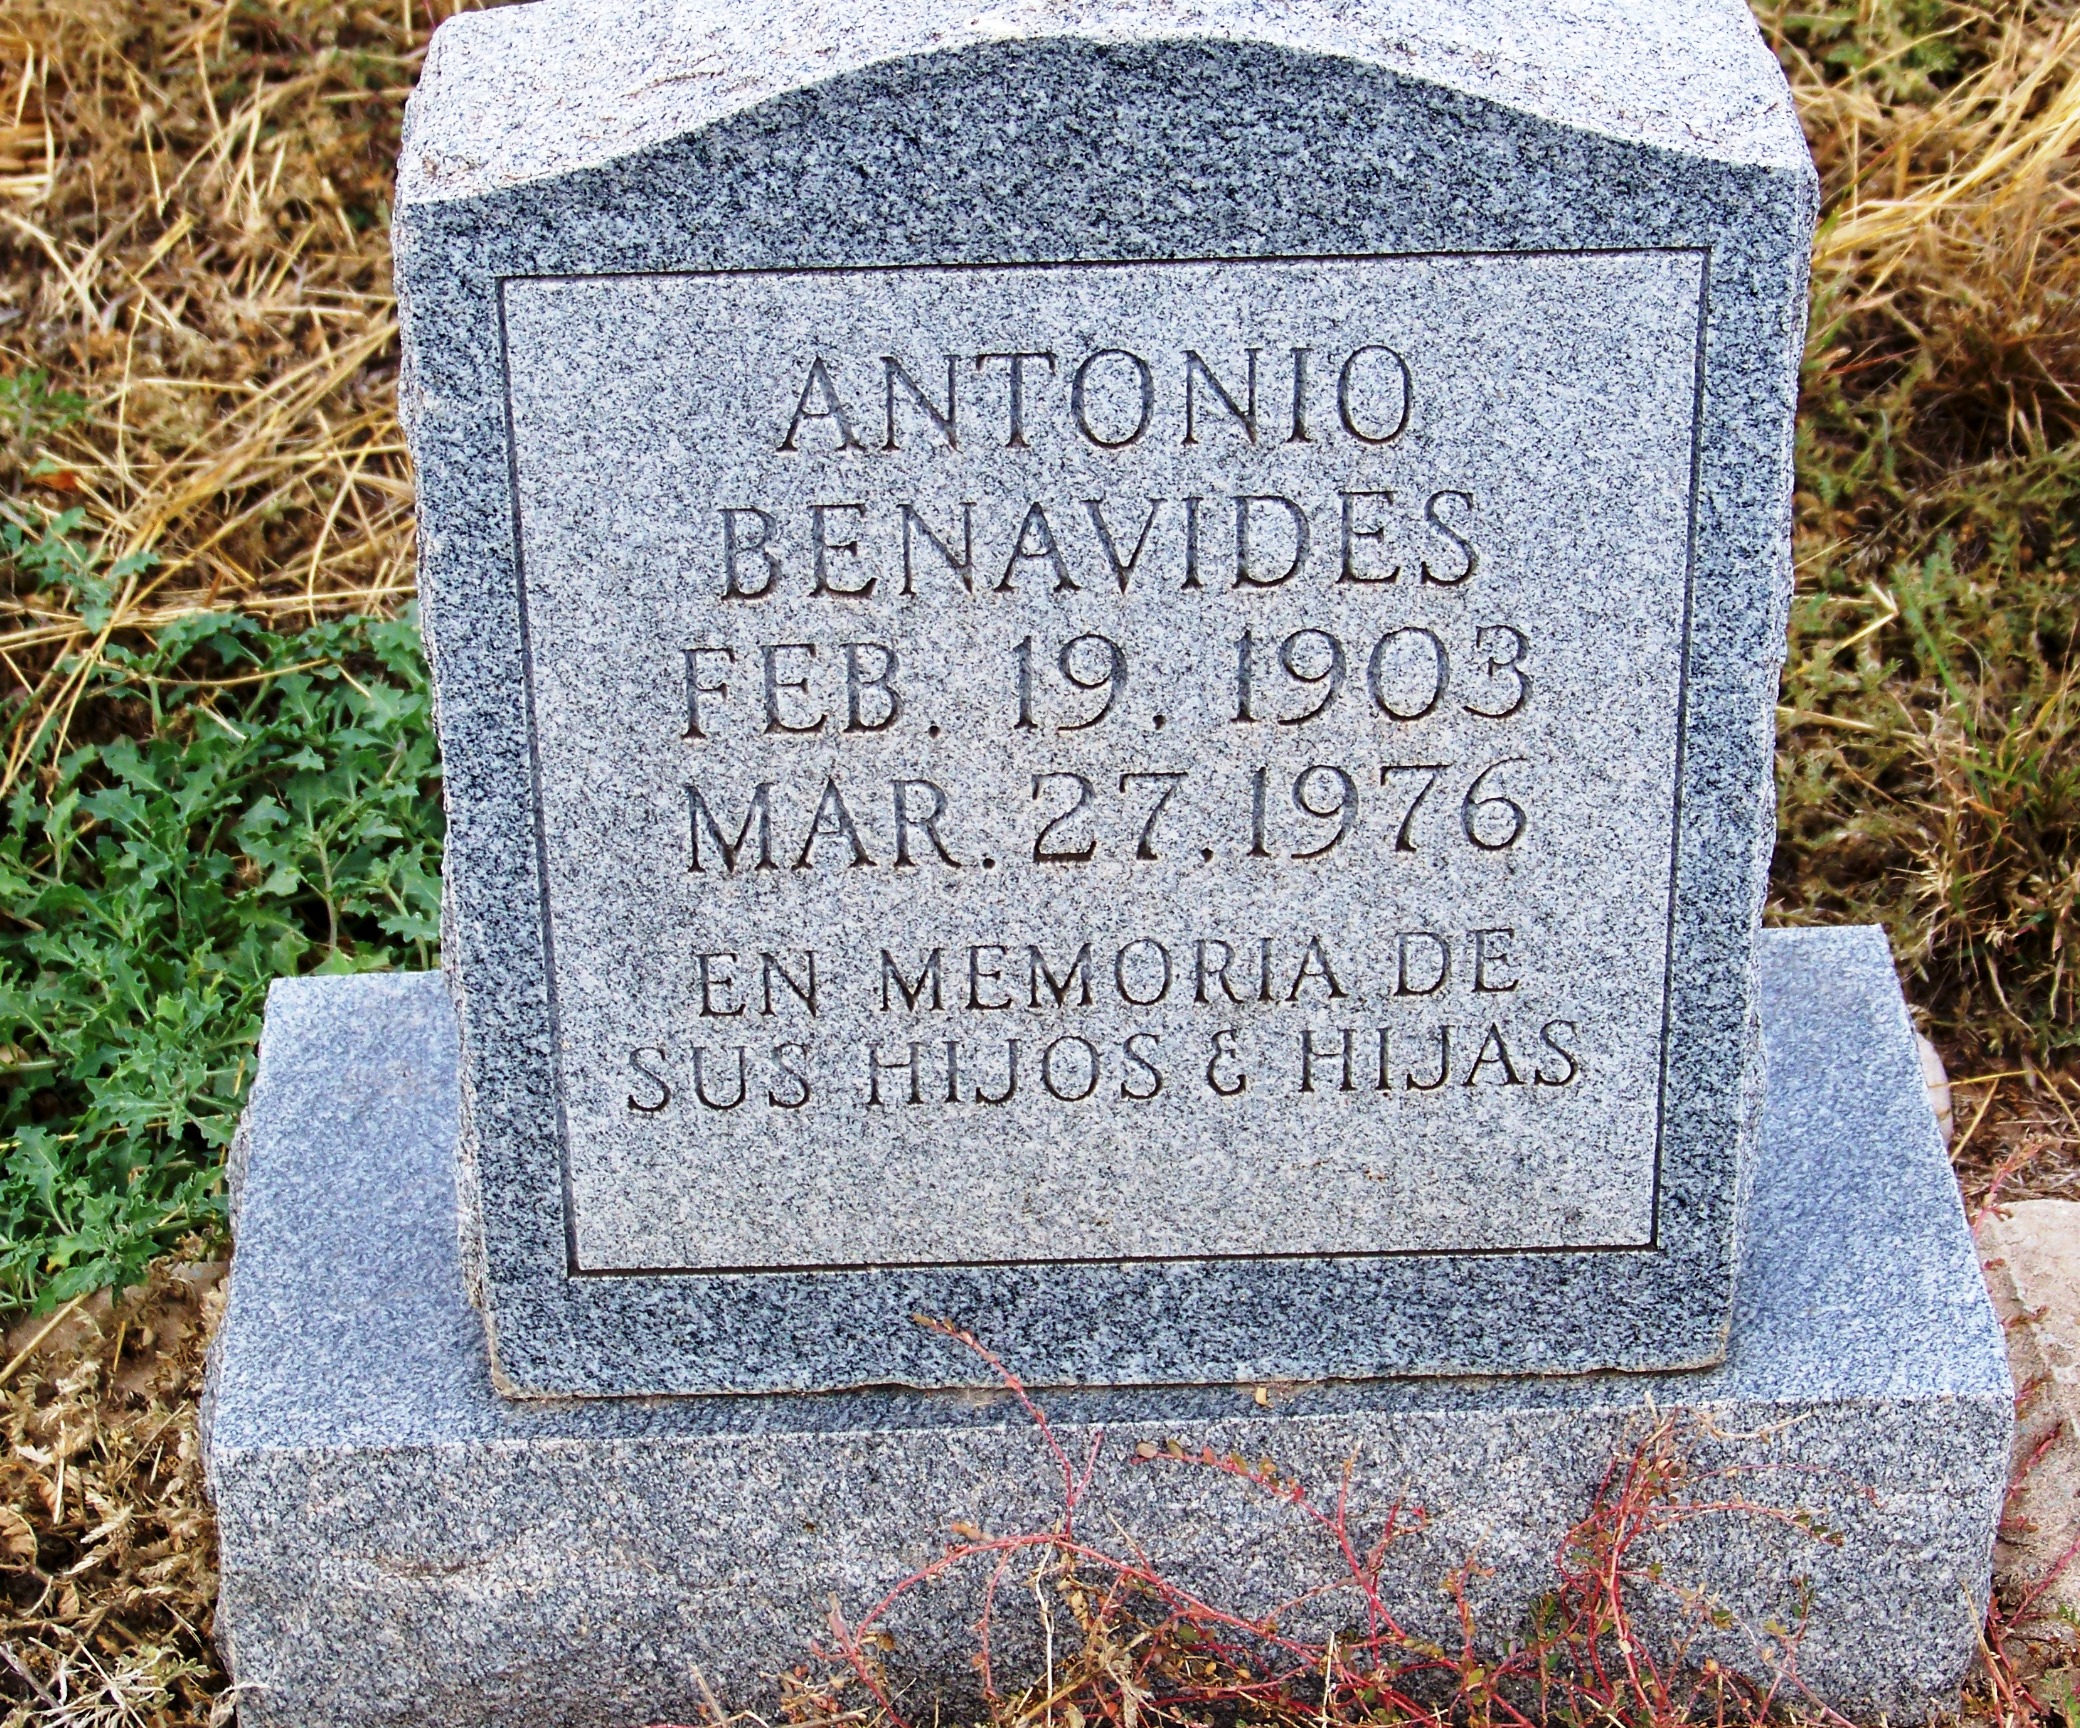 ANTONIO
BENAVIDES
FEB. 19. 1903
MAR. 27. 1976
EN MEMORIA DE
SUS HIJOS & HIJAS